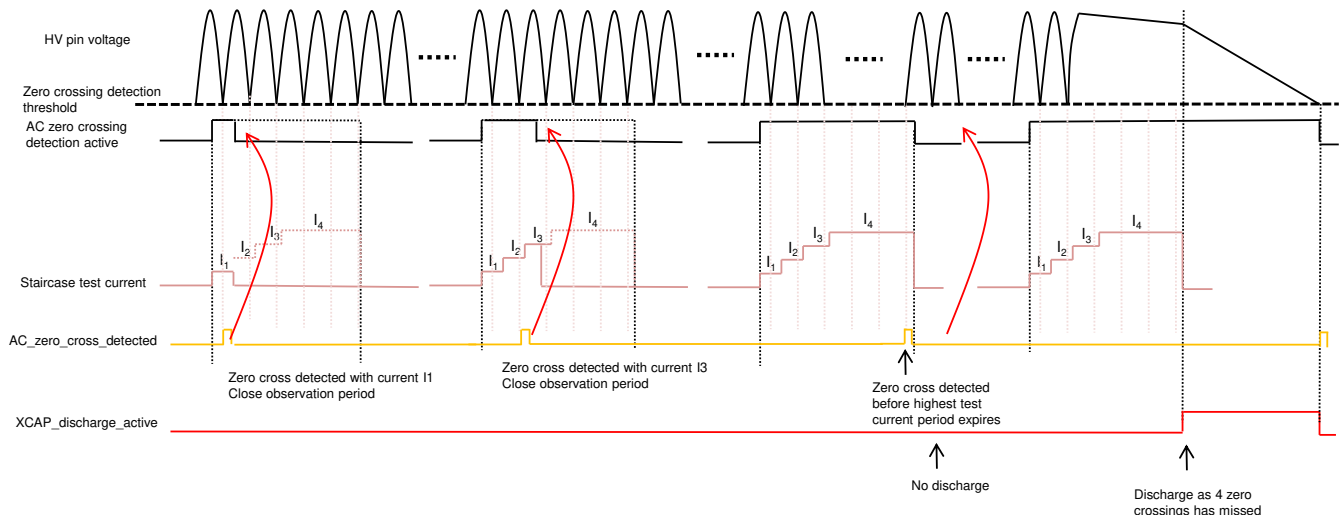 HV pin voltage
Zero crossing detection
threshold
AC zero crossing
detection active
I1
I2
I3
I4
I1
I2
I3
I4
I1
I2
I3
I4
I1
I2
I3
I4
Staircase test current
AC_zero_cross_detected
Zero cross detected with current I1
Close observation period
Zero cross detected with current I3
Close observation period
Zero cross detected
before highest test
current period expires
XCAP_discharge_active
No discharge
Discharge as 4 zero
crossings has missed